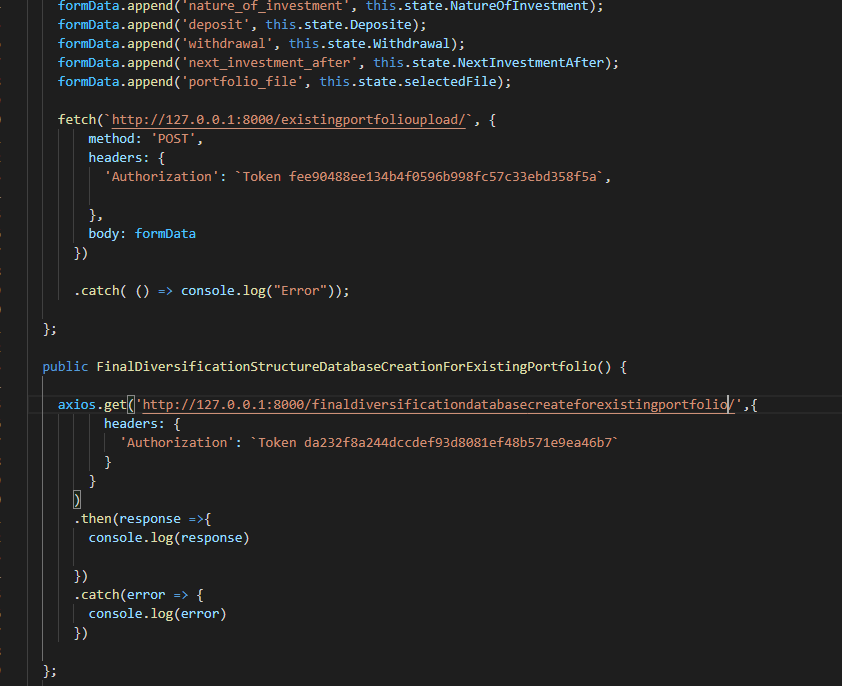 formData.append('nature_of_investment', this.state.NatureOfInvestment);
formData.append('deposit', this.state.Deposite);
formData.append('withdrawal', this.state.Withdrawal);
formData.append('next_investment_after', this.state.NextInvestmentAfter);
formData.append('portfolio_file', this.state.selectedFile);
fetch(`http://127.0.0.1:8000/existingportfolioupload/`, {
method: 'POST',
headers: {
'Authorization': `Token fee90488ee134b4f0596b998fc57c33ebd358f5a`,
},
body: formData
})
.catch( () => console.log("Error"));
};
public FinalDiversificationStructureDatabaseCreationForExistingPortfolio() {
axios.get('http://127.0.0.1:8000/finaldiversificationdatabasecreateforexistingportfolio/',{
headers: {
'Authorization': `Token da232f8a244dccdef93d8081ef48b571e9ea46b7`
}
}
)
.then(response =>{
console.log(response)
})
.catch(error => {
console.log(error)
})
};